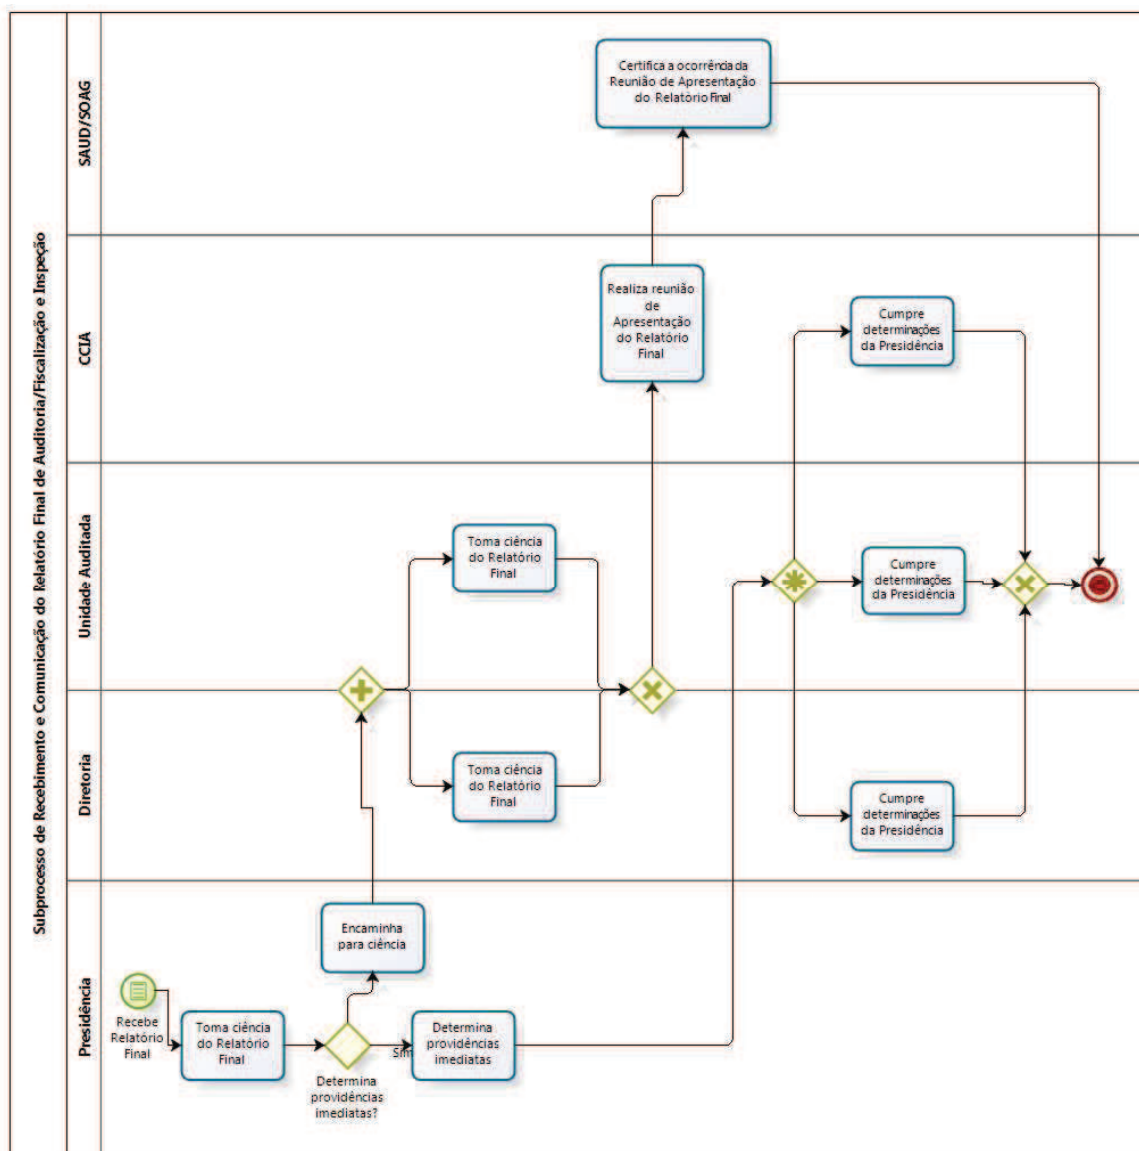 Subprocesso de Recebimento e Comunicação do Relatório Final de Auditoria/Fiscalização e Inspeção
SAUD/SOAG
Certifica a ocorrência da
Reunião de Apresentação
do Relatório Final
CCIA
Realiza reunião
de
Apresentação
do Relatório
Final
Cumpre
determinações
da Presidência
Unidade Auditada
Toma ciência
do Relatório
Final
Cumpre
determinações
da Presidência
Diretoria
Toma ciência
do Relatório
Final
Cumpre
determinações
da Presidência
Presidência
Encaminha
para ciência
Recebe
Relatório
Final
Toma ciência
do Relatório
Final
Determina
providências
imediatas?
Sim
Determina
providências
imediatas